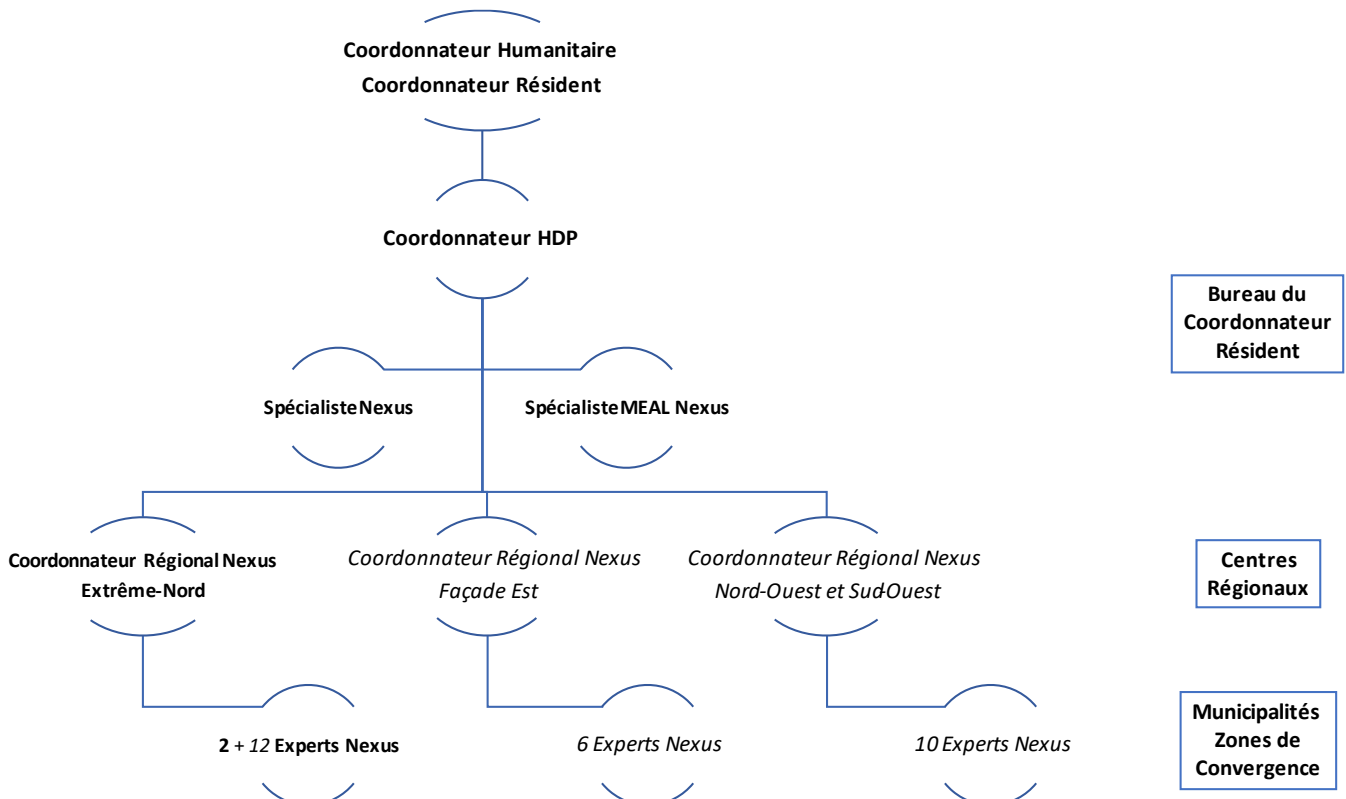 Coordonnateur Humanitaire
Coordonnateur Résident
Coordonnateur HDP
Bureau du
Coordonnateur
Résident
Spécialiste Nexus
Spécialiste MEAL Nexus
Coordonnateur Régional Nexus
Extrême-Nord
Coordonnateur Régional Nexus
Façade Est
Coordonnateur Régional Nexus
Nord-Ouest et Sud-Ouest
Centres
Régionaux
2 + 12 Experts Nexus
6 Experts Nexus
10 Experts Nexus
Municipalités
Zones de
Convergence